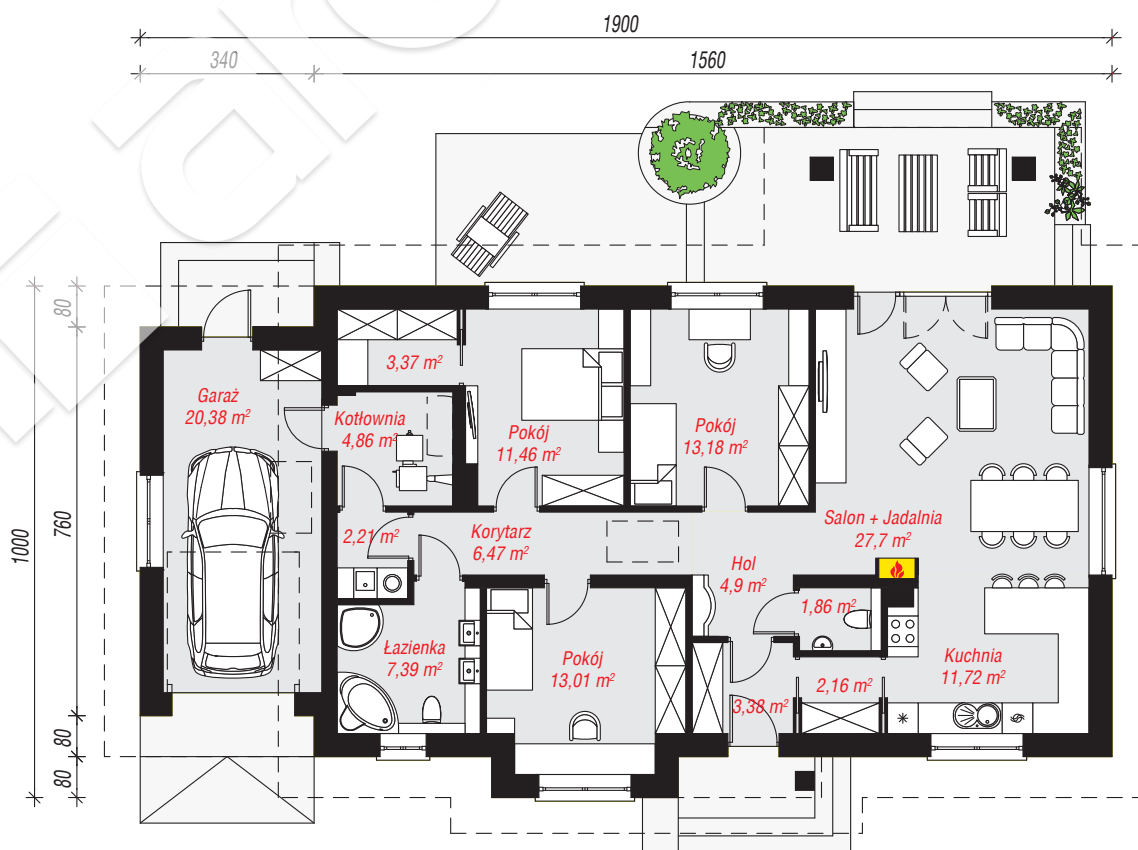 1900
340
1560
80
3,37 m²
Garaż
20,38 m²
Kotłownia
4,86 m²
Pokój
11,46 m²
Pokój
13,18 m²
1000
760
2,21 m²
Korytarz
6,47 m²
Salon + Jadalnia
27,7 m²
Hol
4,9 m²
1,86 m²
Łazienka
7,39 m²
Pokój
13,01 m²
Kuchnia
11,72 m²
2,16 m²
3,38 m²
80
80